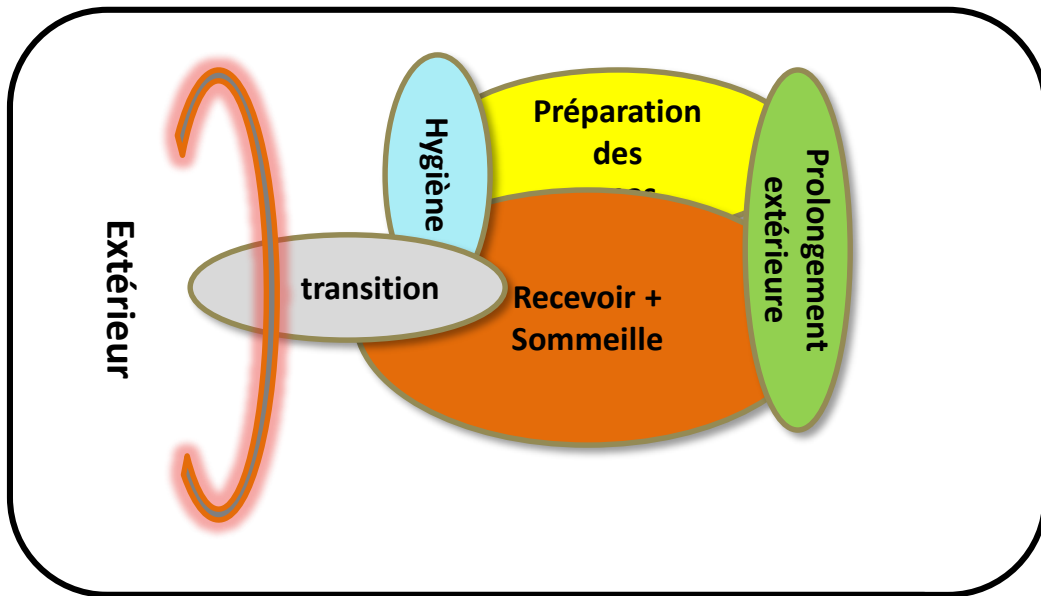 Extérieur
transition
Hygiène
Préparation
des
Recevoir +
Sommeille
Prolongement
extérieure